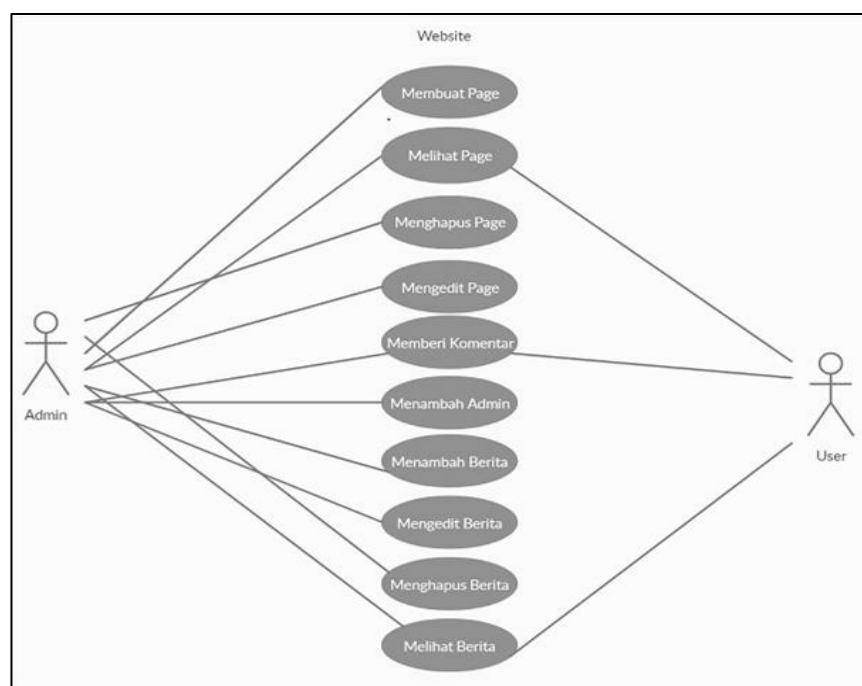 Website
Membuat Page
Melihat Page
Menghapus Page
Mengedit Page
Memberi Komentar
Menambah Admin
Admin
Menambah Berita
User
Mengedit Berita
Menghapus Berita
Melihat Berita